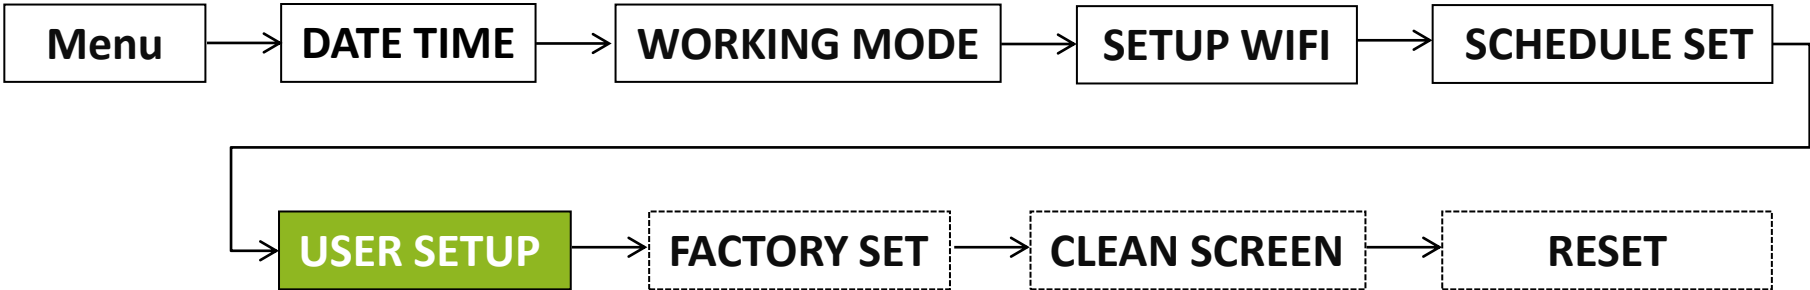 Menu
DATE TIME
WORKING MODE
SETUP WIFI
SCHEDULE SET
USER SETUP
FACTORY SET
CLEAN SCREEN
RESET